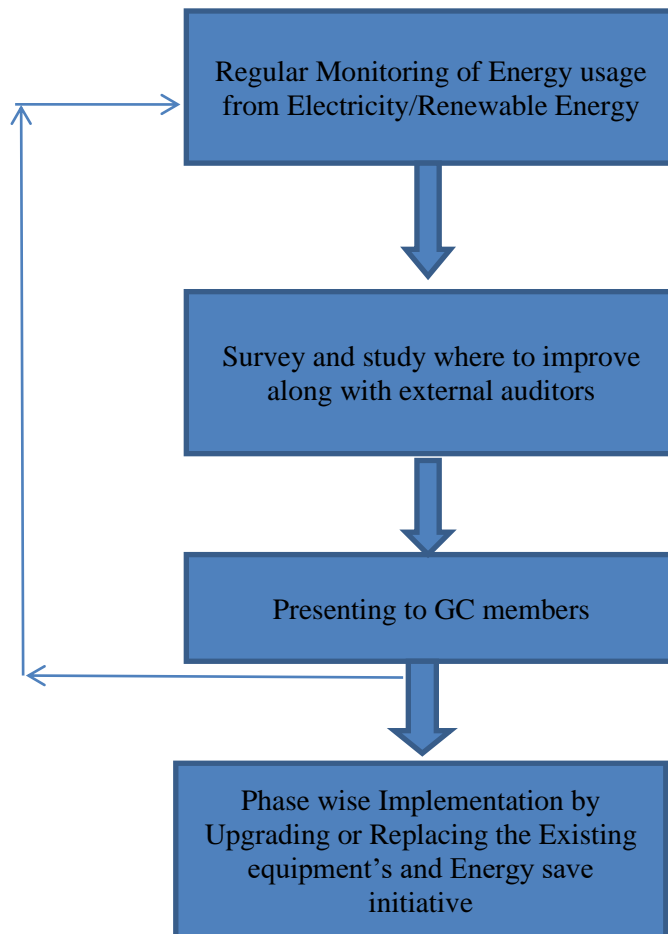 Regular Monitoring of Energy usage
from Electricity/Renewable Energy
Survey and study where to improve
along with external auditors
Presenting to GC members
Phase wise Implementation by
Upgrading or Replacing the Existing
equipment’s and Energy save
initiative